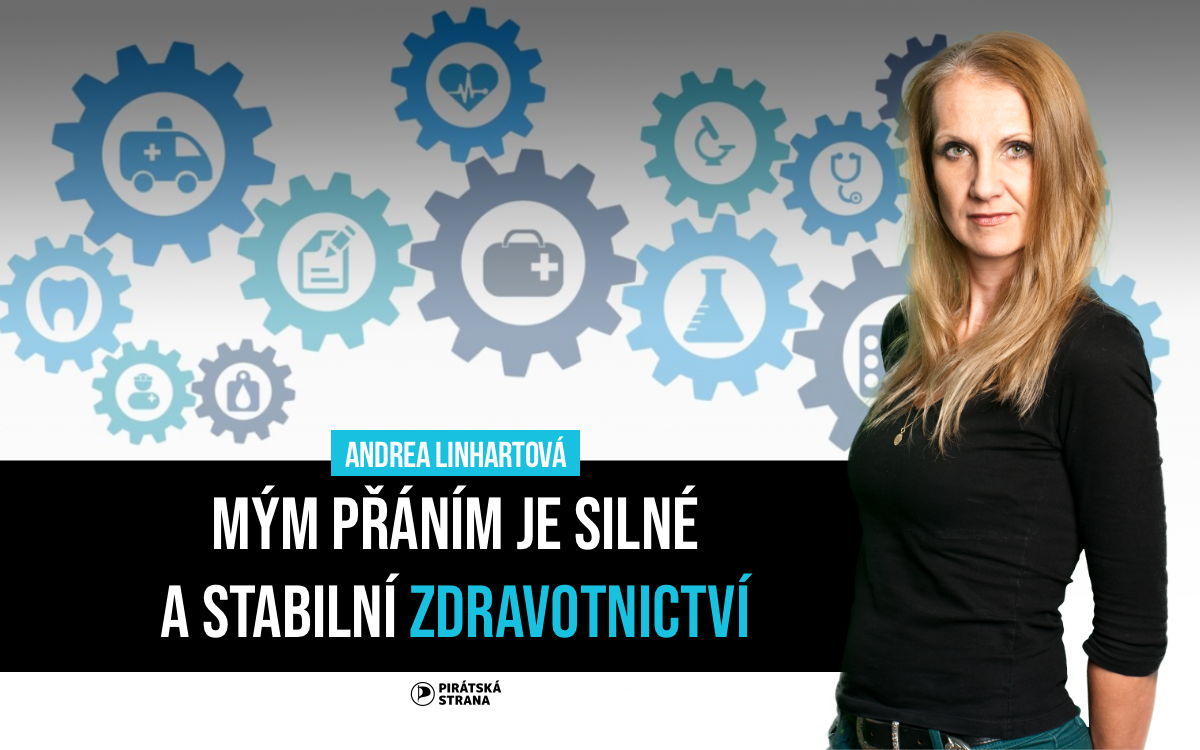 ANDREA LINHARTOVÁ
MÝM PŘÁNÍM JE SILNÉ
A STABILNÍ ZDRAVOTNICTVÍ
PIRÁTSKÁ
STRANA